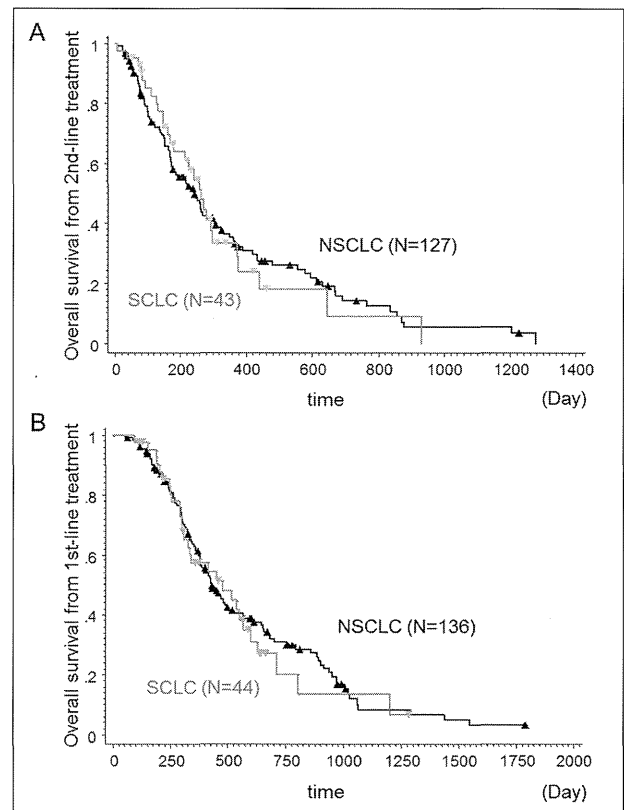 A
Overall survival from 2nd-line treatment
1
.8
.6
.4
.2
0
NSCLC (N=127)
SCLC (N=43)
0 200 400 600 800 1000 1200 1400
time (Day)
B
Overall survival from 1st-line treatment
1
.8
.6
.4
.2
0
NSCLC (N=136)
SCLC (N=44)
0 250 500 750 1000 1250 1500 1750 2000
time (Day)